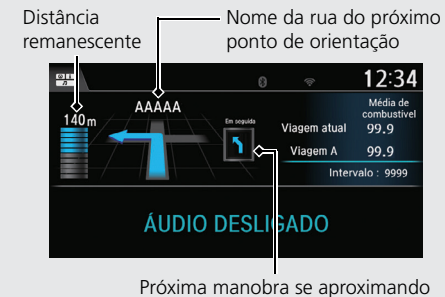 Distância
remanescente
Nome da rua do próximo
ponto de orientação
12:34
AAAAA
140 m
Em seguida
Média de
combustível
Viagem atual 99.9
Viagem A 99.9
Intervalo : 9999
ÁUDIO DESLIGADO
Próxima manobra se aproximando